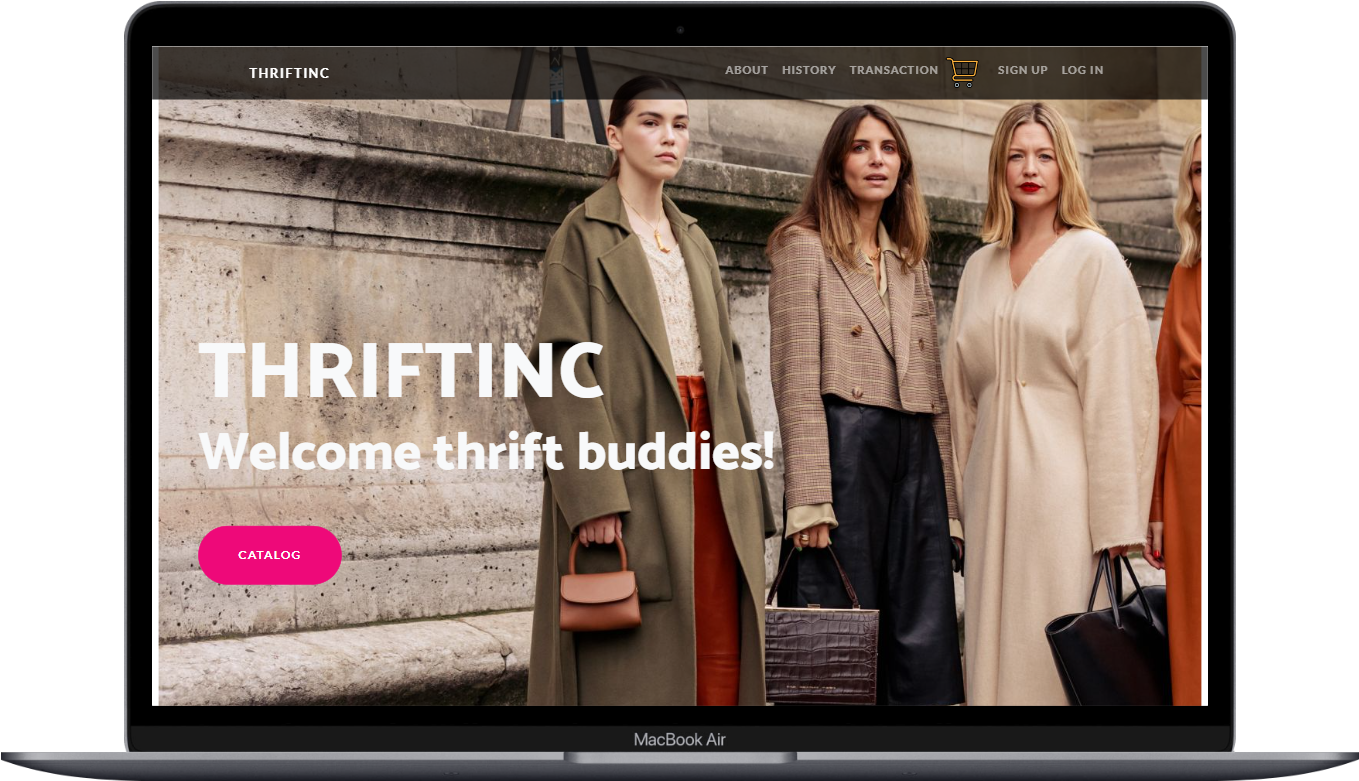 THRIFTINC
ABOUT HISTORY TRANSACTION SIGN UP LOG IN
THRIFTINC
Welcome thrift buddies!
CATALOG
MacBook Air